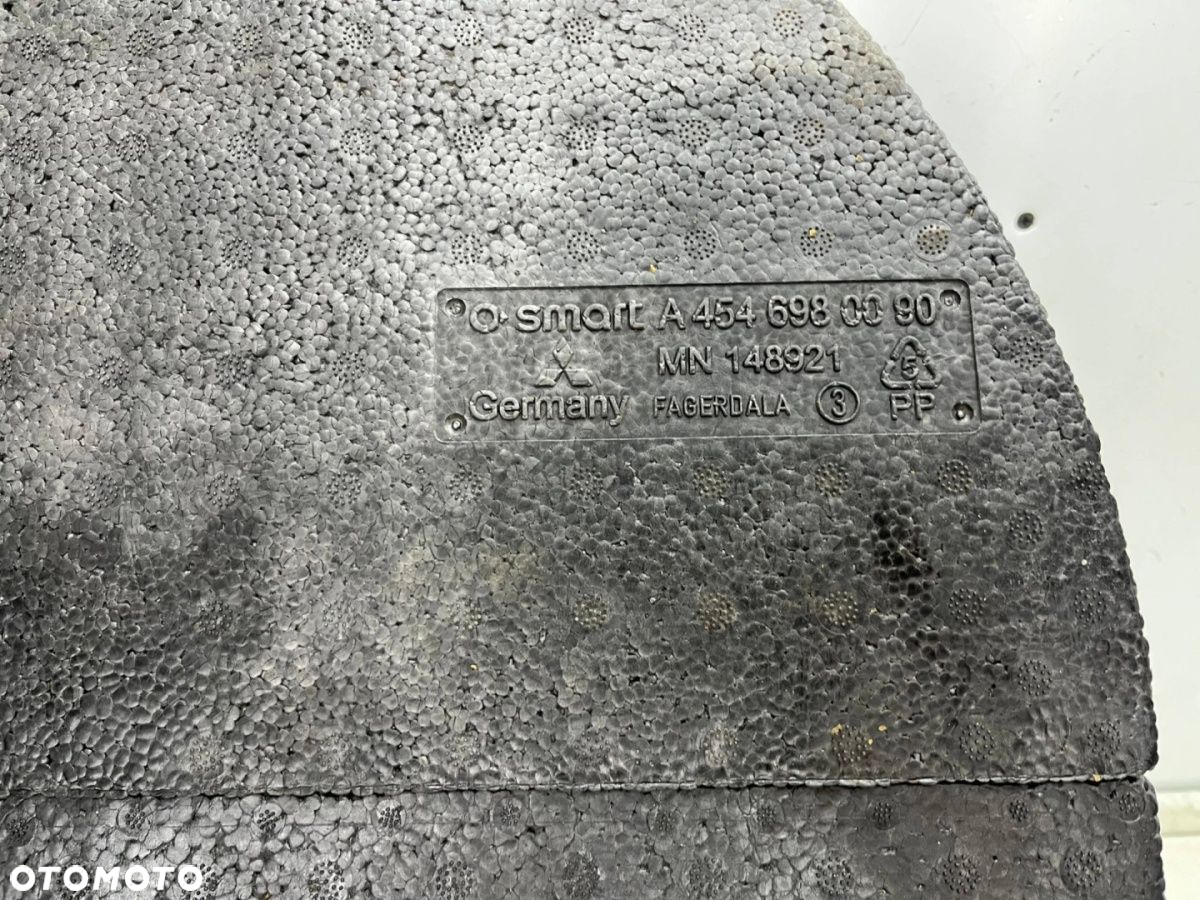 smart A 454 698 00 90
MN 148921
5
Germany FAGERDALA 3 PP
OTOMOTO